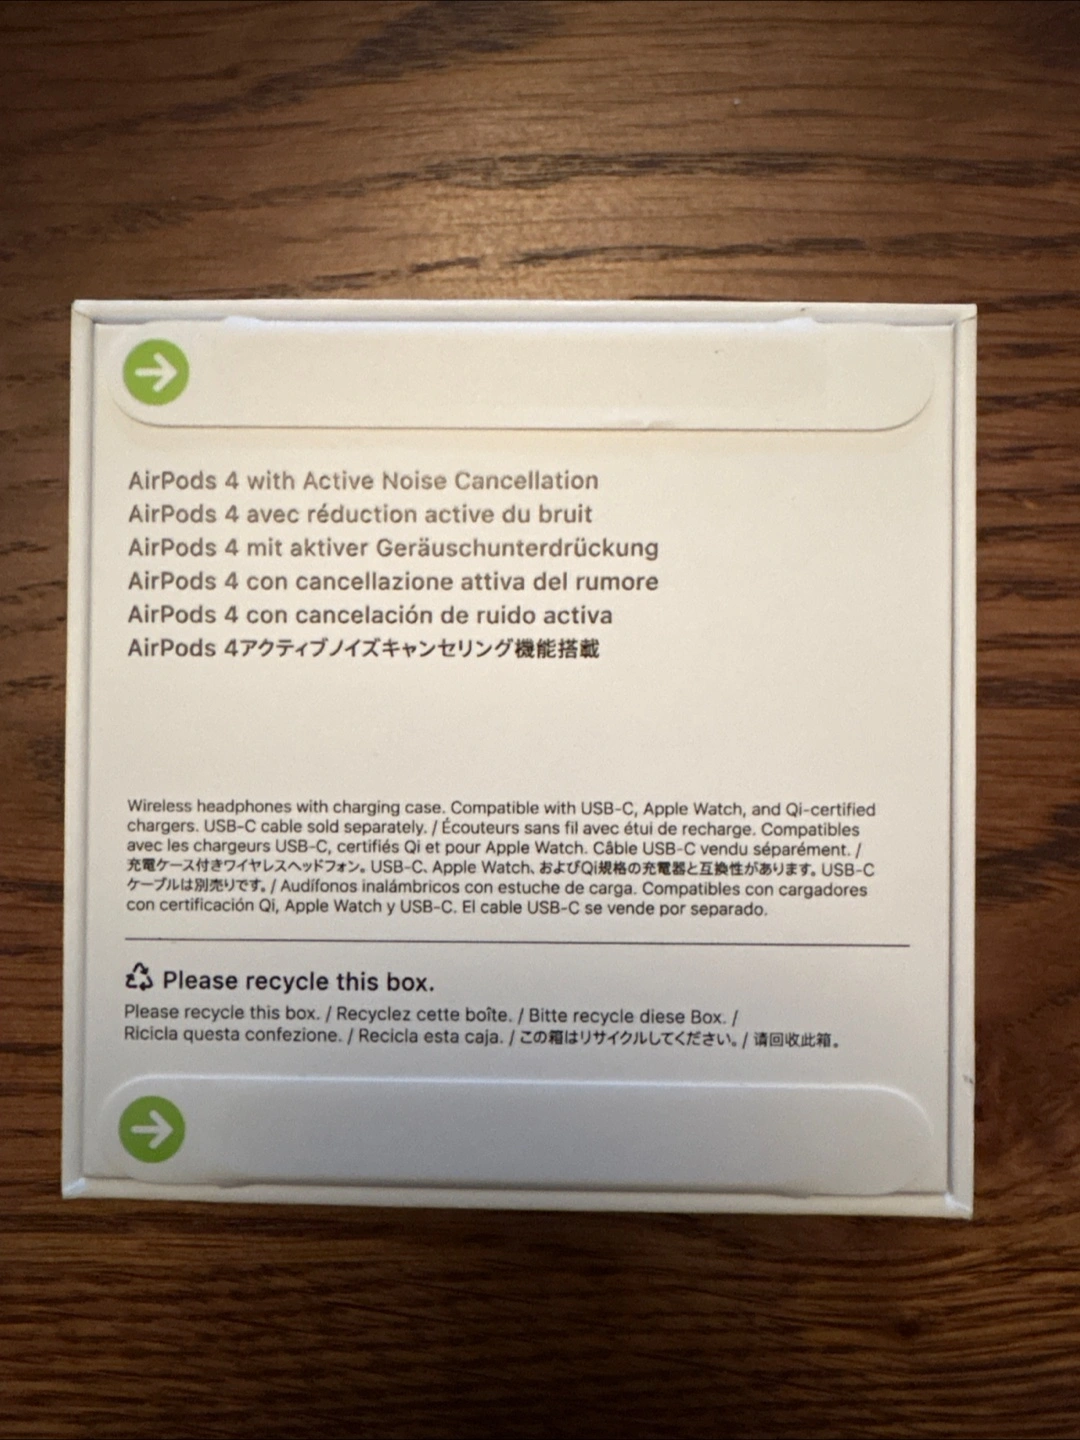 AirPods 4 with Active Noise Cancellation
AirPods 4 avec réduction active du bruit
AirPods 4 mit aktiver Geräuschunterdrückung
AirPods 4 con cancellazione attiva del rumore
AirPods 4 con cancelación de ruido activa
AirPods 4アクティブノイズキャンセリング機能搭載
Wireless headphones with charging case. Compatible with USB-C, Apple Watch, and Qi-certified
chargers. USB-C cable sold separately. / Écouteurs sans fil avec étui de recharge. Compatibles
avec les chargeurs USB-C, certifiés Qi et pour Apple Watch. Câble USB-C vendu séparément. /
充電ケース付きワイヤレスヘッドフォン。USB-C、Apple Watch、およびQi規格の充電器と互換性があります。USB-C
ケーブルは別売りです。/ Audífonos inalámbricos con estuche de carga. Compatibles con cargadores
con certificación Qi, Apple Watch y USB-C. El cable USB-C se vende por separado.
Please recycle this box.
Please recycle this box. / Recyclez cette boîte. / Bitte recycle diese Box. /
Ricicla questa confezione. / Recicla esta caja. / この箱はリサイクルしてください。/ 请回收此箱。